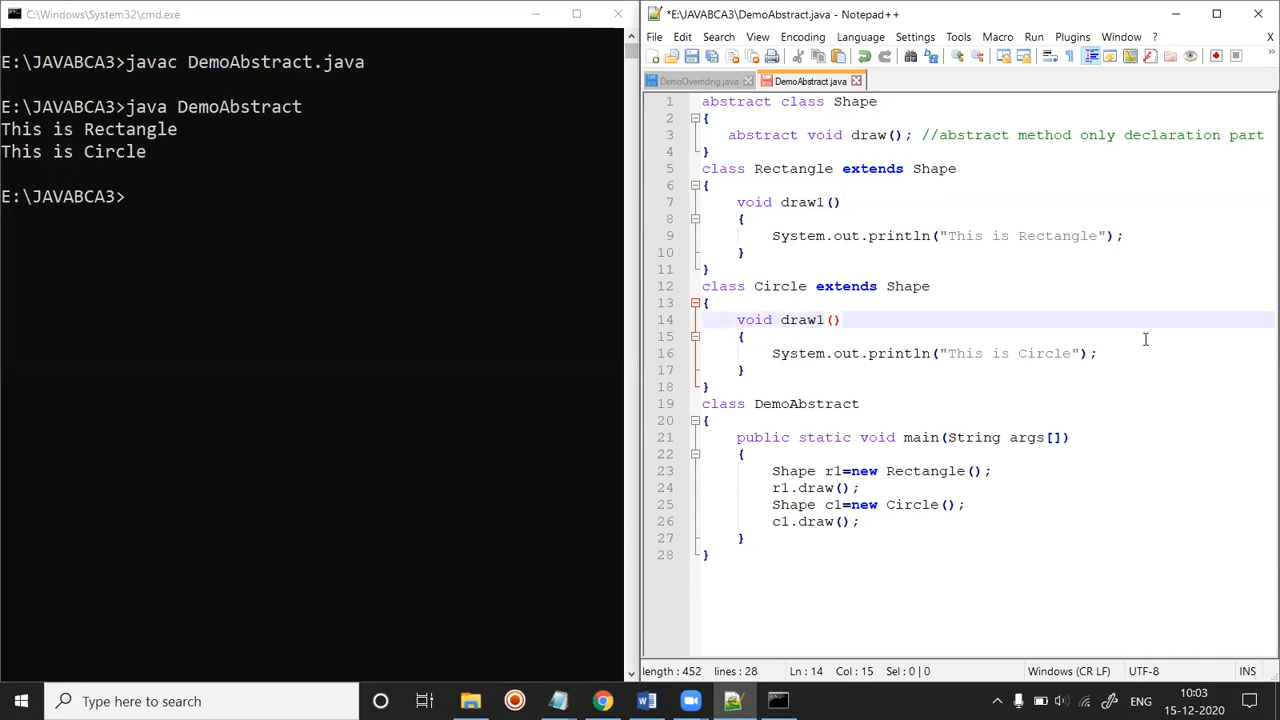 C:\Windows\System32\cmd.exe
E:\JAVABCA3>javac DemoAbstract.java
E:\JAVABCA3>java DemoAbstract
This is Rectangle
This is Circle
E:\JAVABCA3>
*E:\JAVABCA3\DemoAbstract.java - Notepad++
File Edit Search View Encoding Language Settings Tools Macro Run Plugins Window ? X
DemoOverriding.java DemoAbstract.java
1 abstract class Shape
2 {
3 abstract void draw(); //abstract method only declaration part
4 }
5 class Rectangle extends Shape
6 {
7 void draw1()
8 {
9 System.out.println("This is Rectangle");
10 }
11 }
12 class Circle extends Shape
13 {
14 void draw1()
15 {
16 System.out.println("This is Circle");
17 }
18 }
19 class DemoAbstract
20 {
21 public static void main(String args[])
22 {
23 Shape r1=new Rectangle();
24 r1.draw();
25 Shape c1=new Circle();
26 c1.draw();
27 }
28 }
length : 452 lines : 28 Ln : 14 Col : 15 Sel : 0 | 0 Windows (CR LF) UTF-8 INS
Type here to search
ENG
10:03
15-12-2020